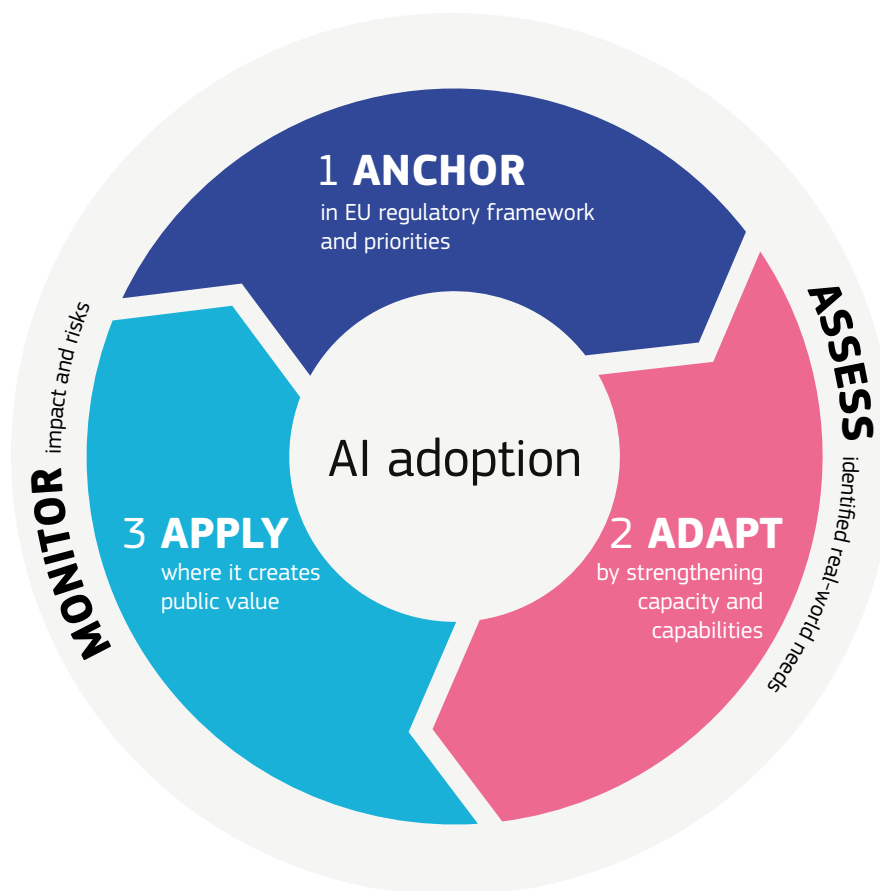 1 ANCHOR
in EU regulatory framework
and priorities
ASSESS identified real-world needs
AI adoption
2 ADAPT
by strengthening
capacity and
capabilities
3 APPLY
where it creates
public value
MONITOR impact and risks